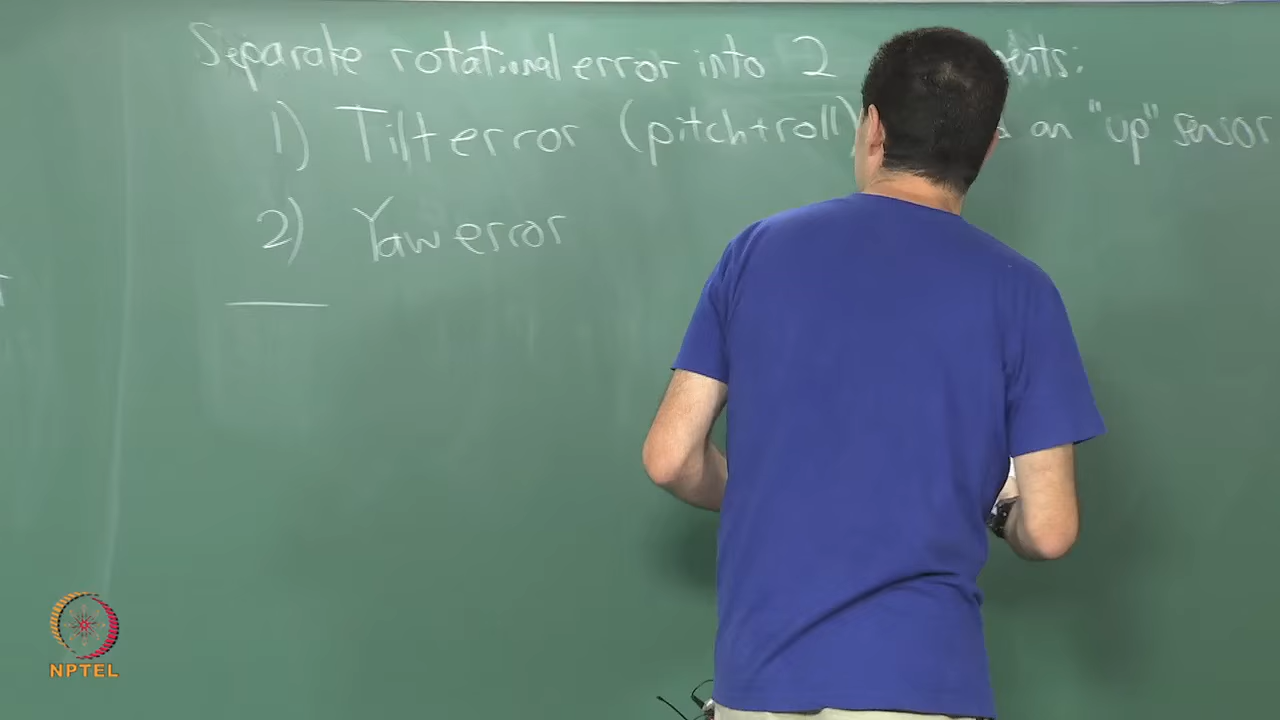 Separate rotational error into 2
1) Tilt error (pitch+roll) an "up" sensor
2) Yaw error
NPTEL